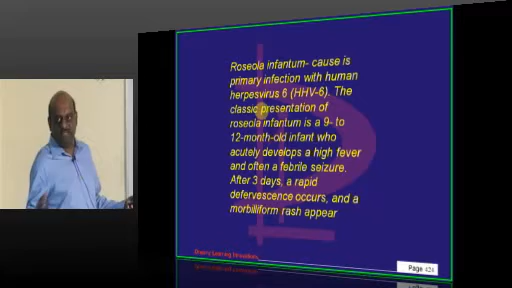 Roseola infantum- cause is
primary infection with human
herpesvirus 6 (HHV-6). The
classic presentation of
roseola infantum is a 9- to
12-month-old infant who
acutely develops a high fever
and often a febrile seizure.
After 3 days, a rapid
defervescence occurs, and a
morbilliform rash appear
Page 424